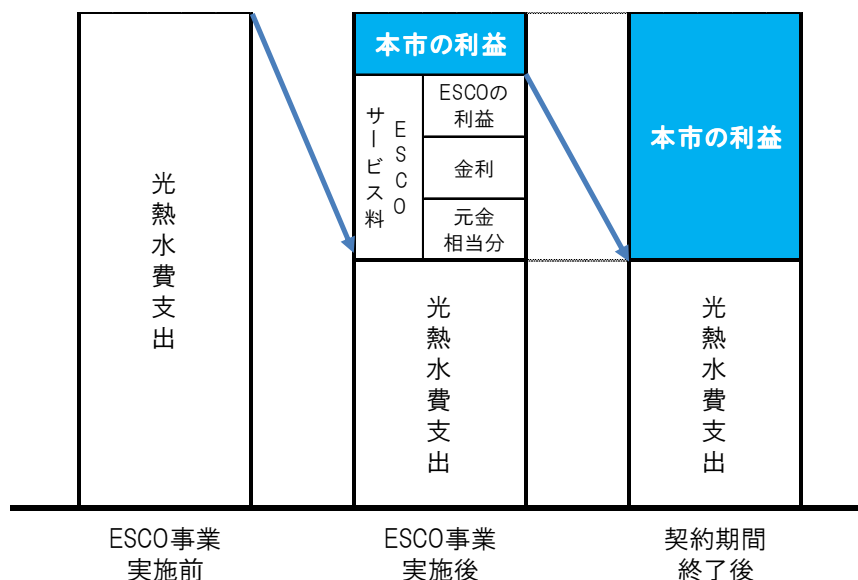 光熱水費支出
本市の利益
ESCO
サービス料
ESCOの
利益
金利
元金
相当分
光熱水費支出
本市の利益
光熱水費支出
ESCO事業
実施前
ESCO事業
実施後
契約期間
終了後